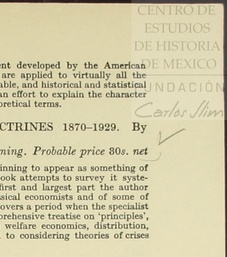 CENTRO DE
ESTUDIOS
DE HISTORIA
DE MEXICO
FUNDACIÓN
Carlos Slim
ent developed by the American
are applied to virtually all the
able, and historical and statistical
an effort to explain the character
oretical terms.
CTRINES 1870–1929. By
ning. Probable price 30s. net
inning to appear as something of
ook attempts to survey it syste-
first and largest part the author
sical economists and of some of
overs a period when the specialist
prehensive treatise on ‘principles’,
welfare economics, distribution,
to considering theories of crises